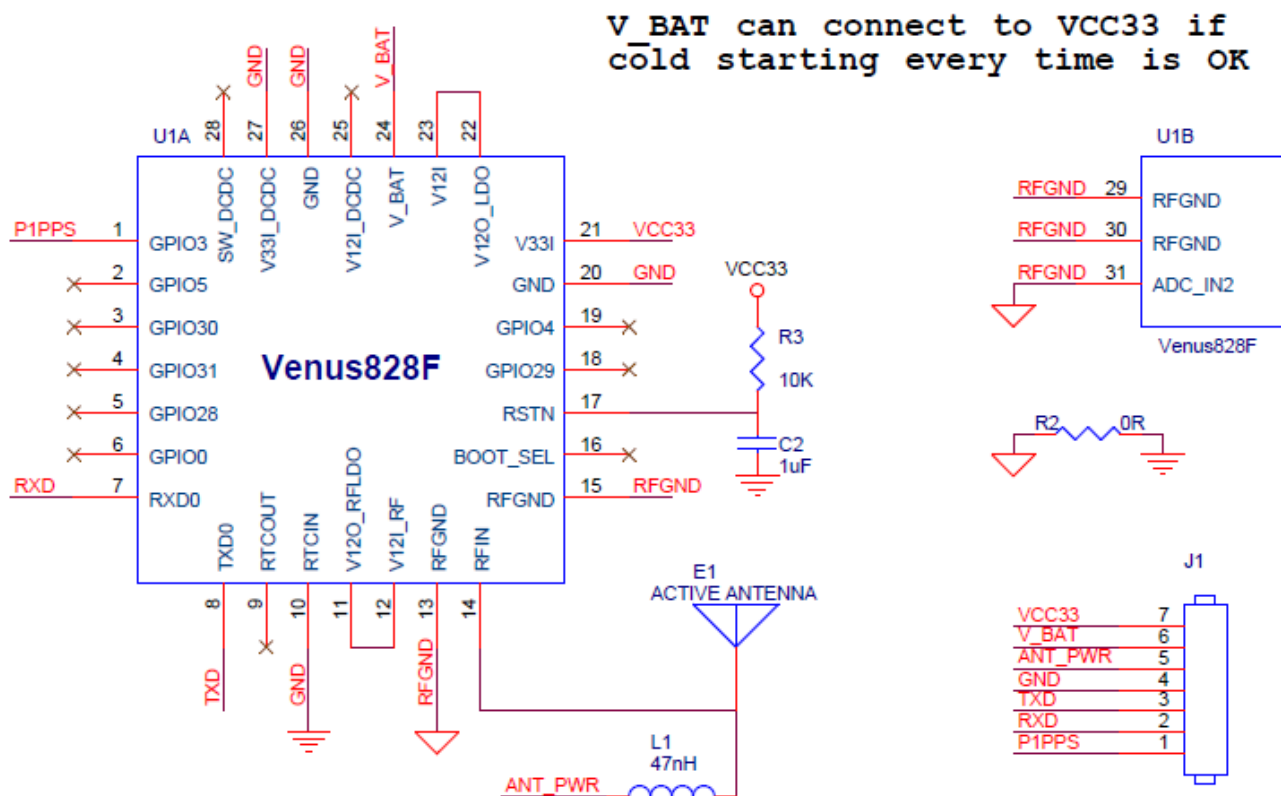 V_BAT can connect to VCC33 if
cold starting every time is OK
GND
GND
V_BAT
U1A
28
27
26
25
24
23
22
SW_DCDC
V33I_DCDC
GND
V12I_DCDC
V_BAT
V12I
V12O_LDO
P1PPS 1 GPIO3
2 GPIO5
3 GPIO30
4 GPIO31
5 GPIO28
6 GPIO0
RXD 7 RXD0
Venus828F
V33I 21 VCC33
GND 20 GND
GPIO4 19
GPIO29 18
RSTN 17
BOOT_SEL 16
RFGND 15 RFGND
TXD0
RTCOUT
RTCIN
V12O_RFLDO
V12I_RF
RFGND
RFIN
8
9
10
11
12
13
14
TXD
GND
RFGND
VCC33
R3
10K
C2
1uF
E1
ACTIVE ANTENNA
L1
47nH
ANT_PWR
U1B
RFGND 29 RFGND
RFGND 30 RFGND
RFGND 31 ADC_IN2
Venus828F
R2 0R
J1
VCC33 7
V_BAT 6
ANT_PWR 5
GND 4
TXD 3
RXD 2
P1PPS 1